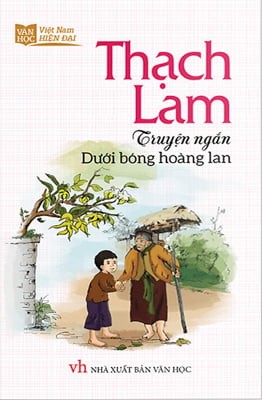 VĂN HỌC
Việt Nam
HIỆN ĐẠI
Thạch
Lam
Truyện ngắn
Dưới bóng hoàng lan
vh NHÀ XUẤT BẢN VĂN HỌC